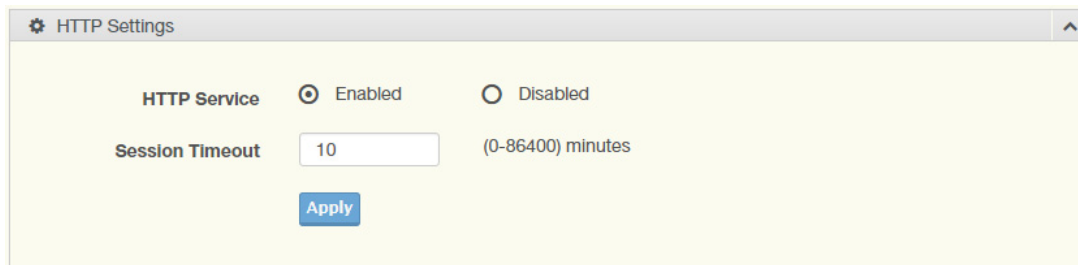 HTTP Settings
HTTP Service Enabled Disabled
Session Timeout 10 (0-86400) minutes
Apply